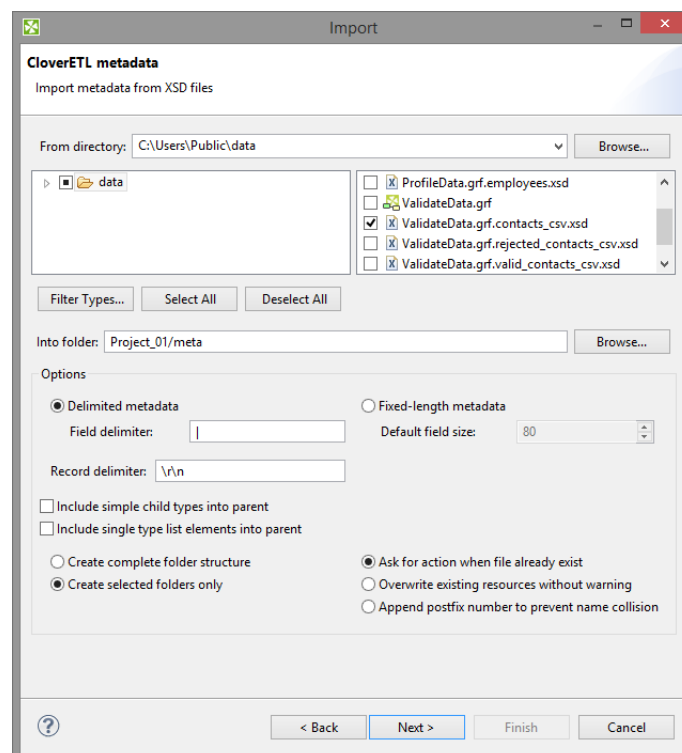 Import
CloverETL metadata
Import metadata from XSD files
From directory: C:\Users\Public\data Browse...
data
ProfileData.grf.employees.xsd
ValidateData.grf
ValidateData.grf.contacts_csv.xsd
ValidateData.grf.rejected_contacts_csv.xsd
ValidateData.grf.valid_contacts_csv.xsd
Filter Types... Select All Deselect All
Into folder: Project_01/meta Browse...
Options
Delimited metadata Fixed-length metadata
Field delimiter: | Default field size: 80
Record delimiter: \r\n
Include simple child types into parent
Include single type list elements into parent
Create complete folder structure Ask for action when file already exist
Create selected folders only Overwrite existing resources without warning
Append postfix number to prevent name collision
? < Back Next > Finish Cancel